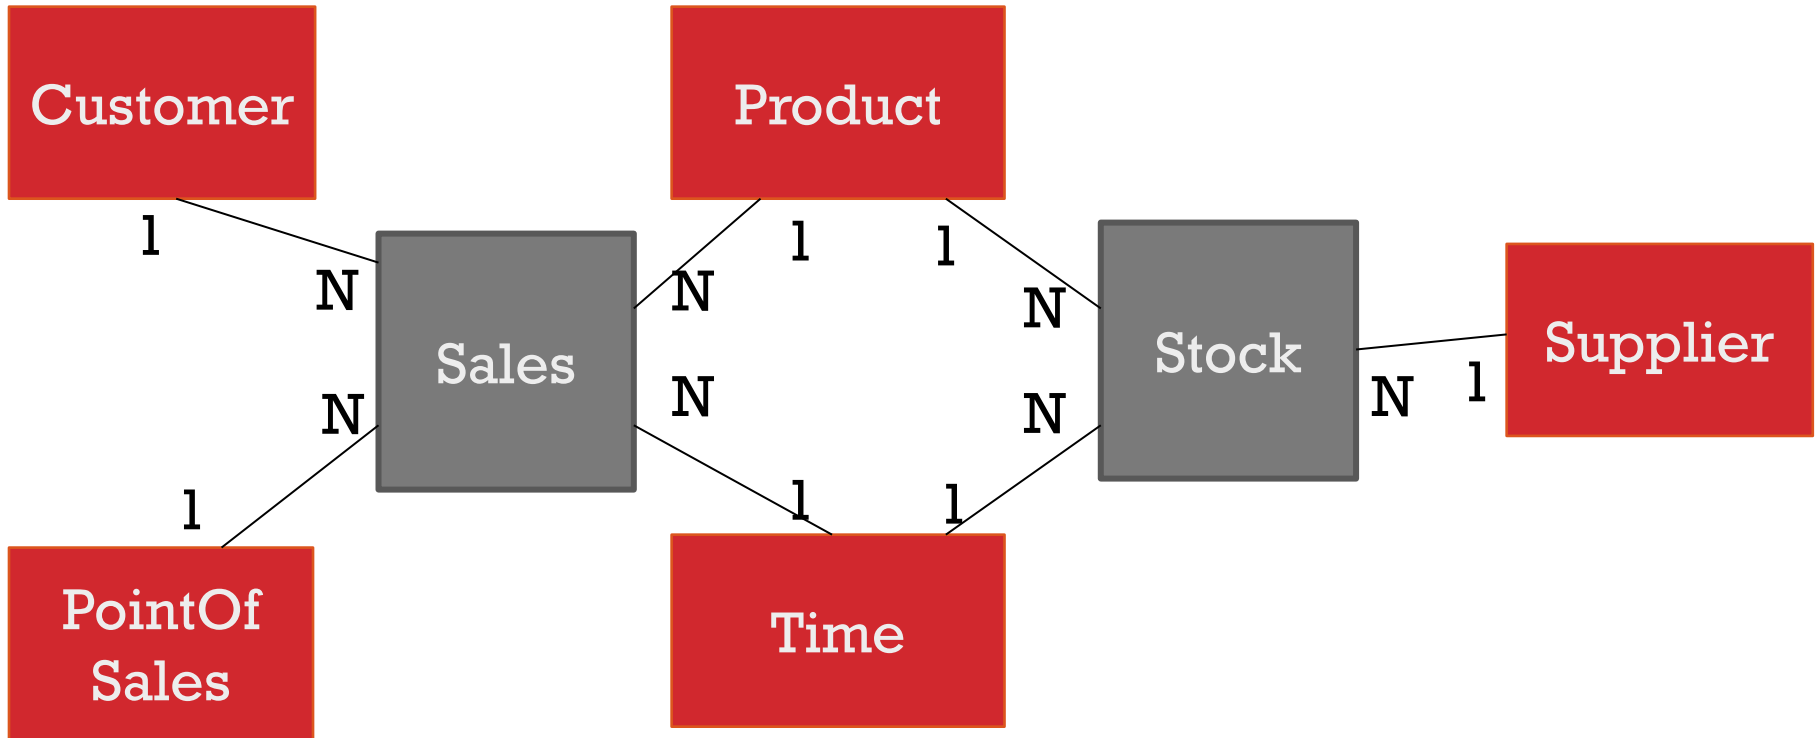 Customer
Product
1
N
1
N
1
N
Sales
Stock
Supplier
N
1
N
1
N
1
N
1
PointOf
Sales
Time